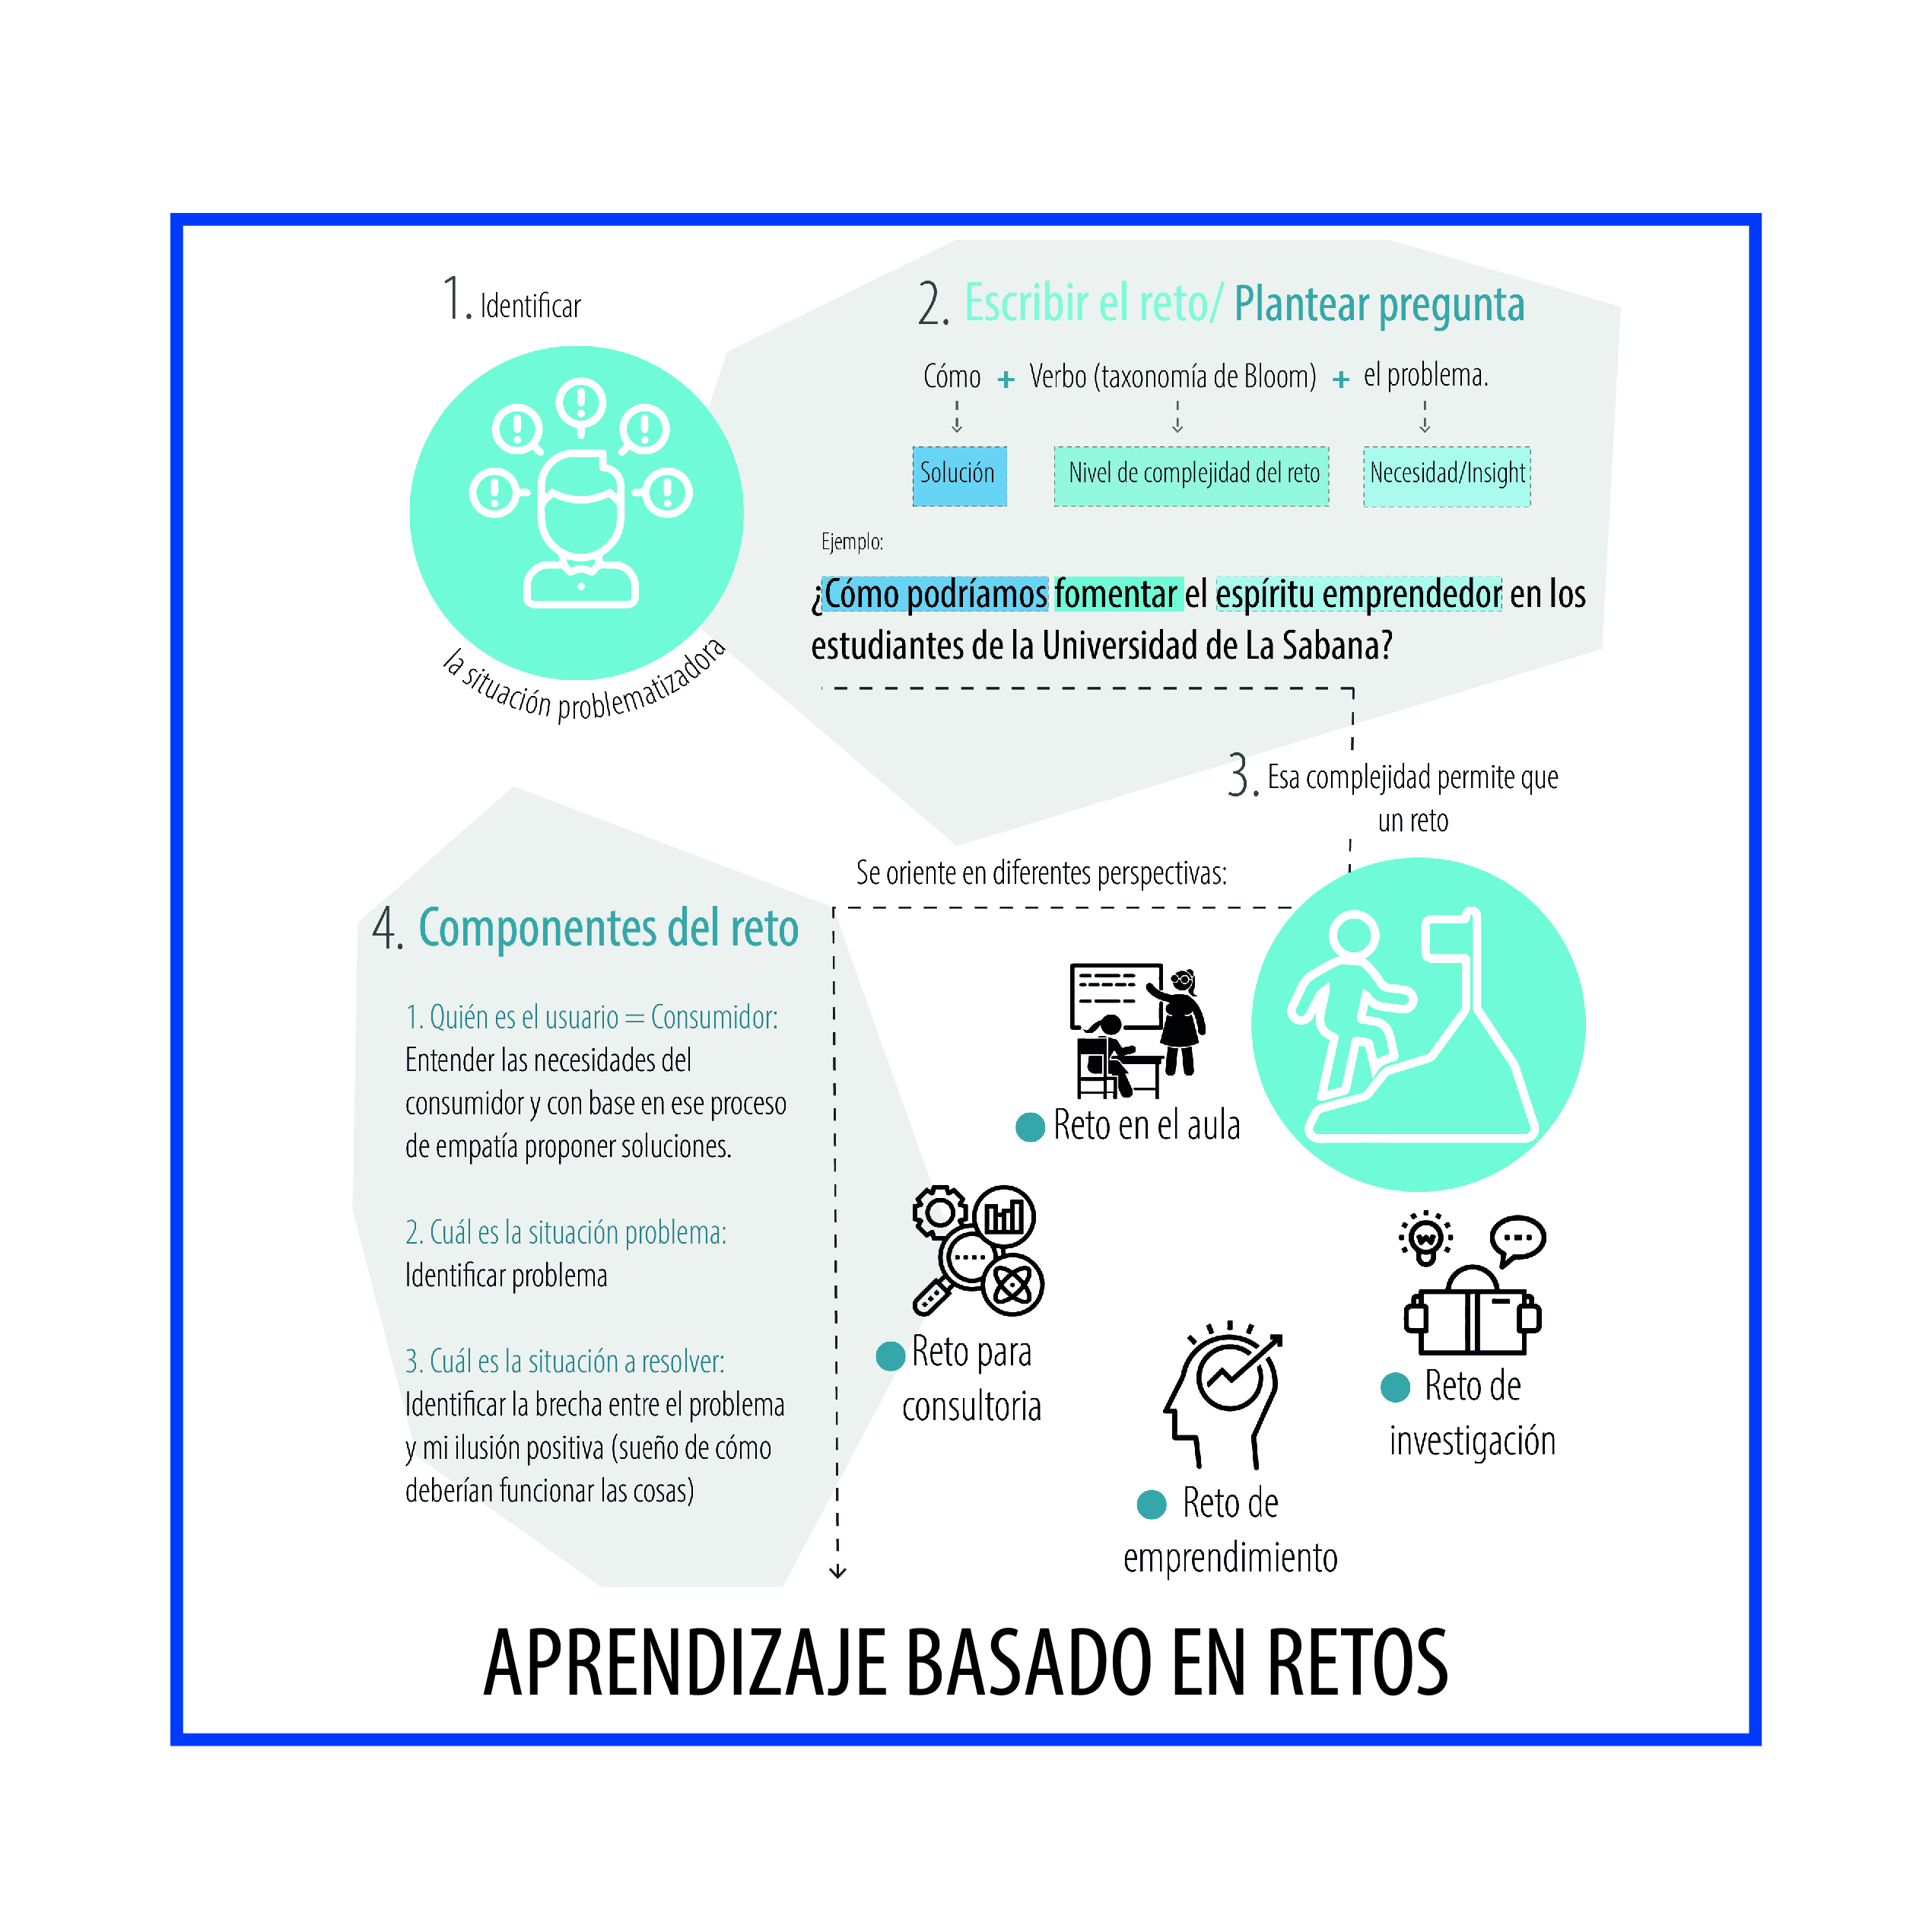 1. Identificar
la situación problematizadora
2. Escribir el reto/ Plantear pregunta
Cómo + Verbo (taxonomía de Bloom) + el problema.
Solución
Nivel de complejidad del reto
Necesidad/Insight
Ejemplo:
¿Cómo podríamos fomentar el espíritu emprendedor en los
estudiantes de la Universidad de La Sabana?
3. Esa complejidad permite que
un reto
Se oriente en diferentes perspectivas:
Reto en el aula
Reto para
consultoria
Reto de
emprendimiento
Reto de
investigación
4. Componentes del reto
1. Quién es el usuario = Consumidor:
Entender las necesidades del
consumidor y con base en ese proceso
de empatía proponer soluciones.
2. Cuál es la situación problema:
Identificar problema
3. Cuál es la situación a resolver:
Identificar la brecha entre el problema
y mi ilusión positiva (sueño de cómo
deberían funcionar las cosas)
APRENDIZAJE BASADO EN RETOS